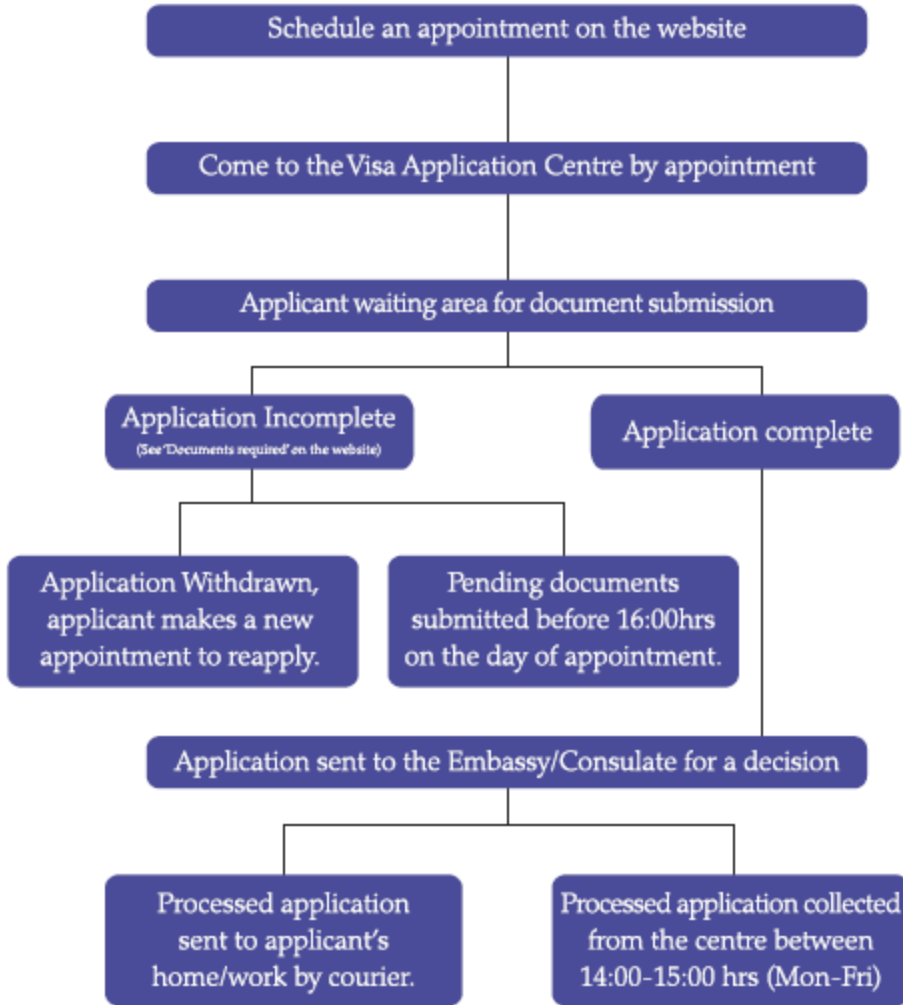 Schedule an appointment on the website
Come to the Visa Application Centre by appointment
Applicant waiting area for document submission
Application Incomplete
(See 'Documents required' on the website)
Application complete
Application Withdrawn,
applicant makes a new
appointment to reapply.
Pending documents
submitted before 16:00hrs
on the day of appointment.
Application sent to the Embassy/Consulate for a decision
Processed application
sent to applicant's
home/work by courier.
Processed application collected
from the centre between
14:00-15:00 hrs (Mon-Fri)